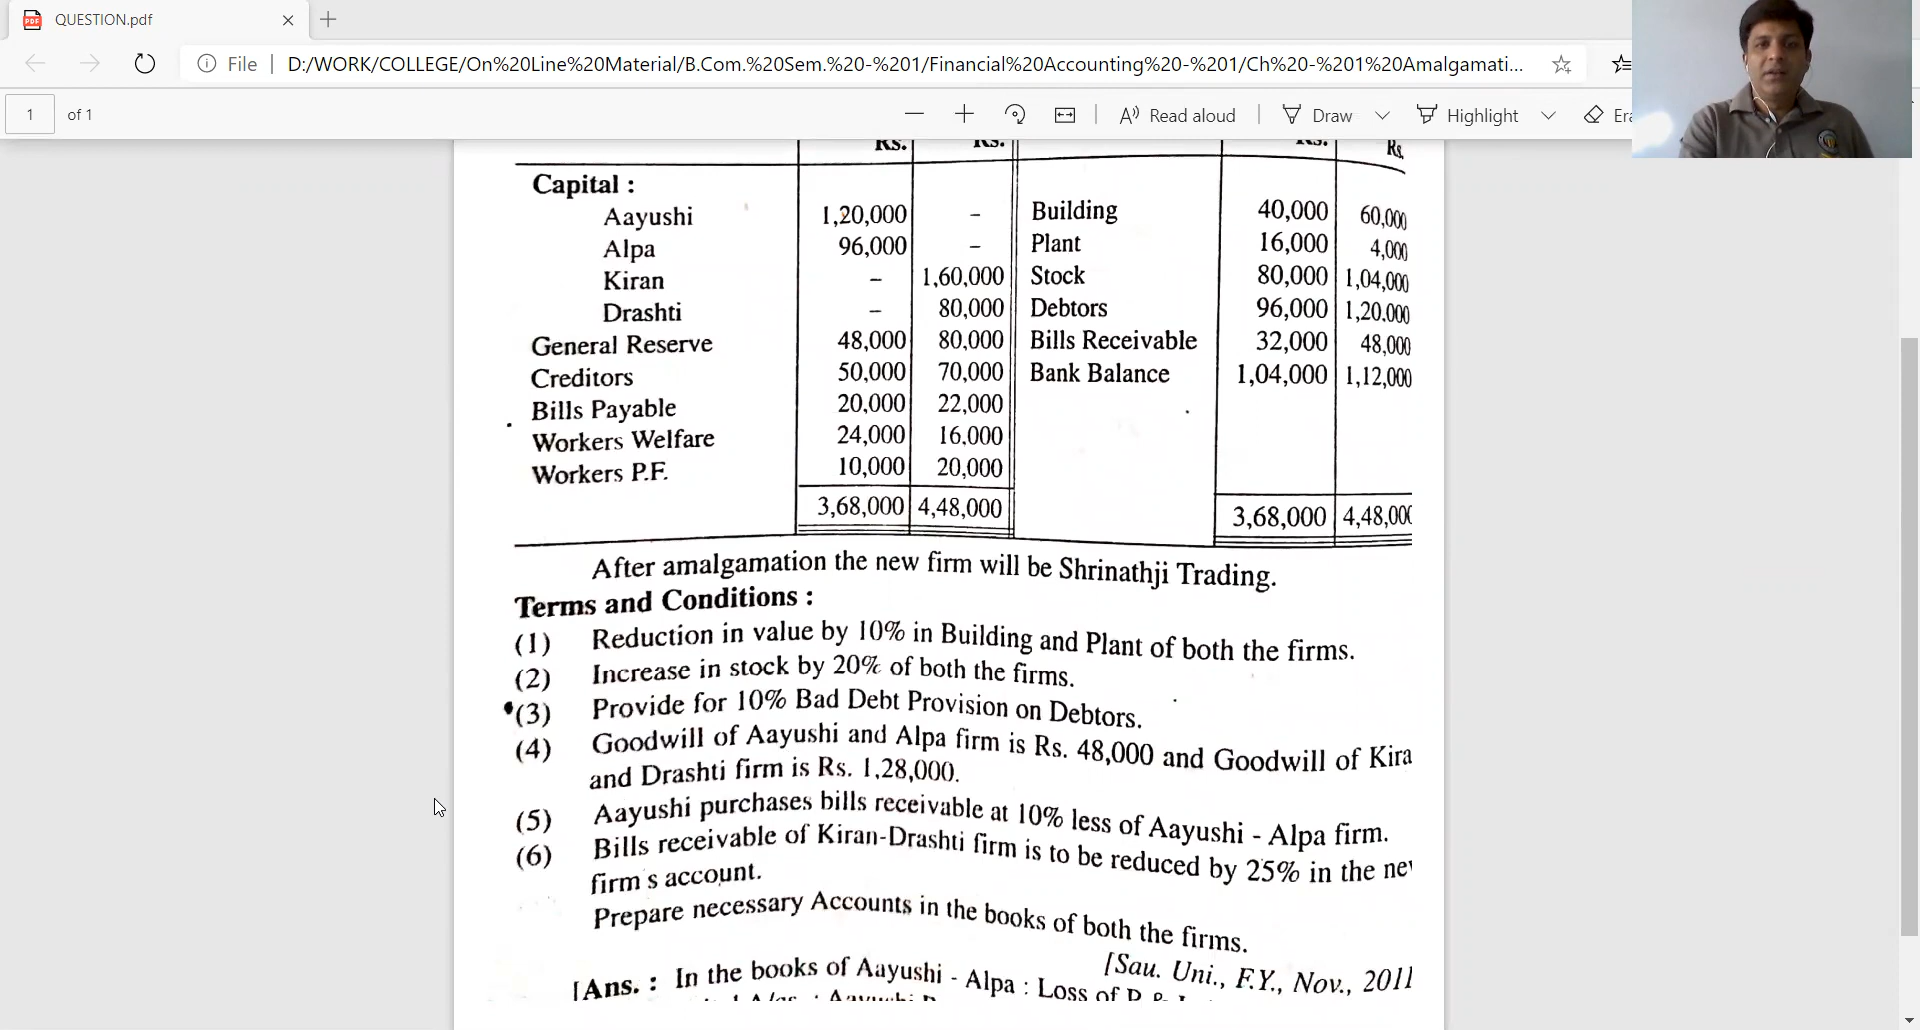 QUESTION.pdf
File D:/WORK/COLLEGE/On%20Line%20Material/B.Com.%20Sem.%20-%201/Financial%20Accounting%20-%201/Ch%20-%201%20Amalgamati...
1 of 1 Read aloud Draw Highlight Era
Rs. Rs. Rs. Rs.
Capital :
Aayushi 1,20,000 – Building 40,000 60,000
Alpa 96,000 – Plant 16,000 4,000
Kiran – 1,60,000 Stock 80,000 1,04,000
Drashti – 80,000 Debtors 96,000 1,20,000
General Reserve 48,000 80,000 Bills Receivable 32,000 48,000
Creditors 50,000 70,000 Bank Balance 1,04,000 1,12,000
Bills Payable 20,000 22,000
Workers Welfare 24,000 16,000
Workers P.F. 10,000 20,000
3,68,000 4,48,000 3,68,000 4,48,000
After amalgamation the new firm will be Shrinathji Trading.
Terms and Conditions :
(1) Reduction in value by 10% in Building and Plant of both the firms.
(2) Increase in stock by 20% of both the firms.
(3) Provide for 10% Bad Debt Provision on Debtors.
(4) Goodwill of Aayushi and Alpa firm is Rs. 48,000 and Goodwill of Kira
and Drashti firm is Rs. 1,28,000.
(5) Aayushi purchases bills receivable at 10% less of Aayushi - Alpa firm.
(6) Bills receivable of Kiran-Drashti firm is to be reduced by 25% in the ne
firm s account.
Prepare necessary Accounts in the books of both the firms.
[Sau. Uni., F.Y., Nov., 2011
[Ans. : In the books of Aayushi - Alpa : Loss of P &